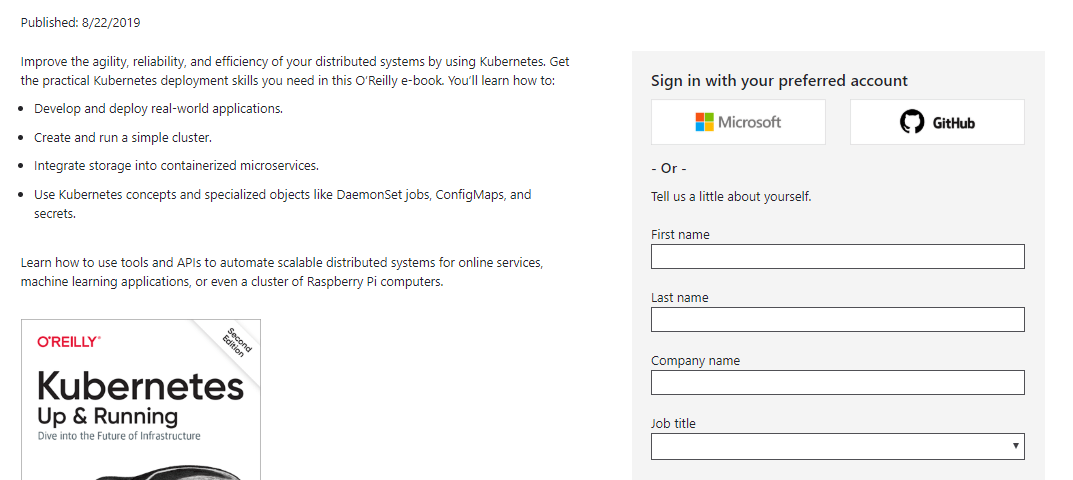 Published: 8/22/2019
Improve the agility, reliability, and efficiency of your distributed systems by using Kubernetes. Get
the practical Kubernetes deployment skills you need in this O'Reilly e-book. You'll learn how to:
Develop and deploy real-world applications.
Create and run a simple cluster.
Integrate storage into containerized microservices.
Use Kubernetes concepts and specialized objects like DaemonSet jobs, ConfigMaps, and
secrets.
Learn how to use tools and APIs to automate scalable distributed systems for online services,
machine learning applications, or even a cluster of Raspberry Pi computers.
O'REILLY®
Second
Edition
Kubernetes
Up & Running
Dive into the Future of Infrastructure
Sign in with your preferred account
Microsoft
GitHub
- Or -
Tell us a little about yourself.
First name
Last name
Company name
Job title